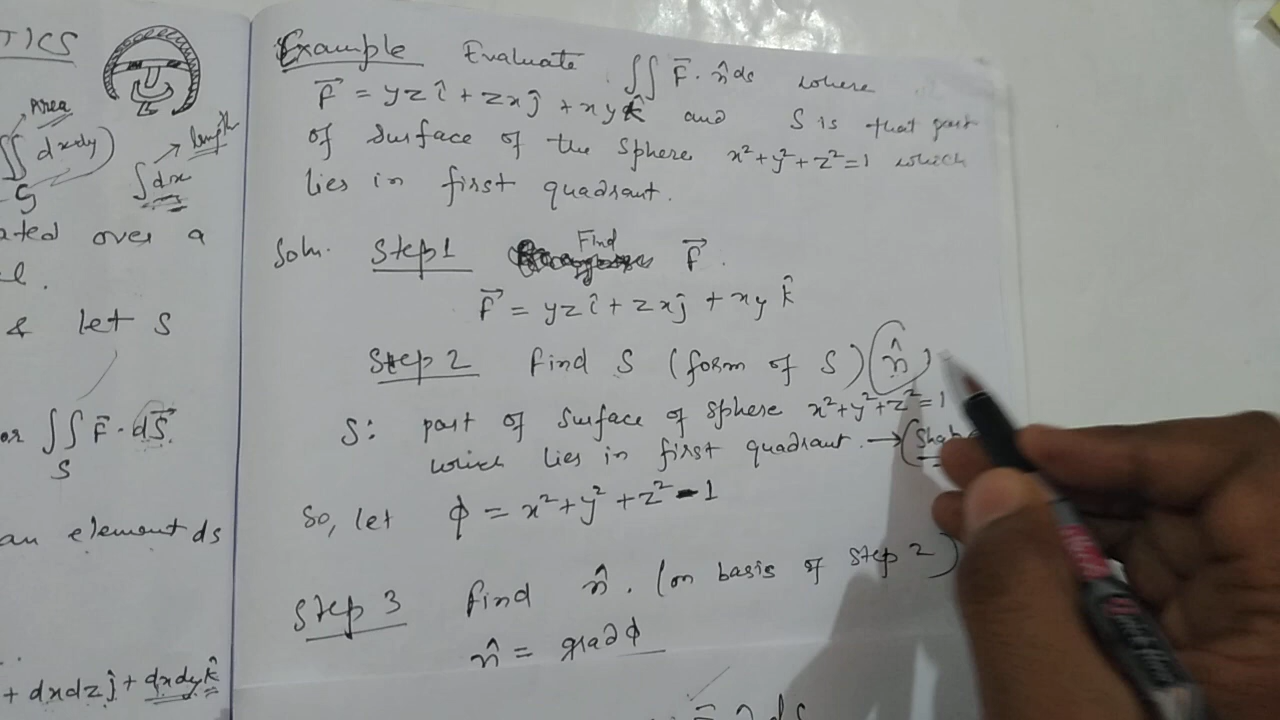 TICS
Area
∬ dxdy)
S
length
∫dx
ated over a
el.
& let S
or ∬ F⃗ · dS⃗
S
an element ds
+ dxdz ĵ + dxdy k̂
Example Evaluate ∬ F⃗ · n̂ ds where
F⃗ = yz î + zx ĵ + xy k̂ and S is that part
of surface of the sphere x²+y²+z²=1 which
lies in first quadrant.
Soln. Step1 Find F⃗.
F⃗ = yz î + zx ĵ + xy k̂
Step 2 find S (form of S) (n̂)
S: part of surface of sphere x²+y²+z²=1
which lies in first quadrant. → (
So, let ϕ = x²+y²+z²-1
Step 3 find n̂. (on basis of step 2)
n̂ = grad ϕ
ds